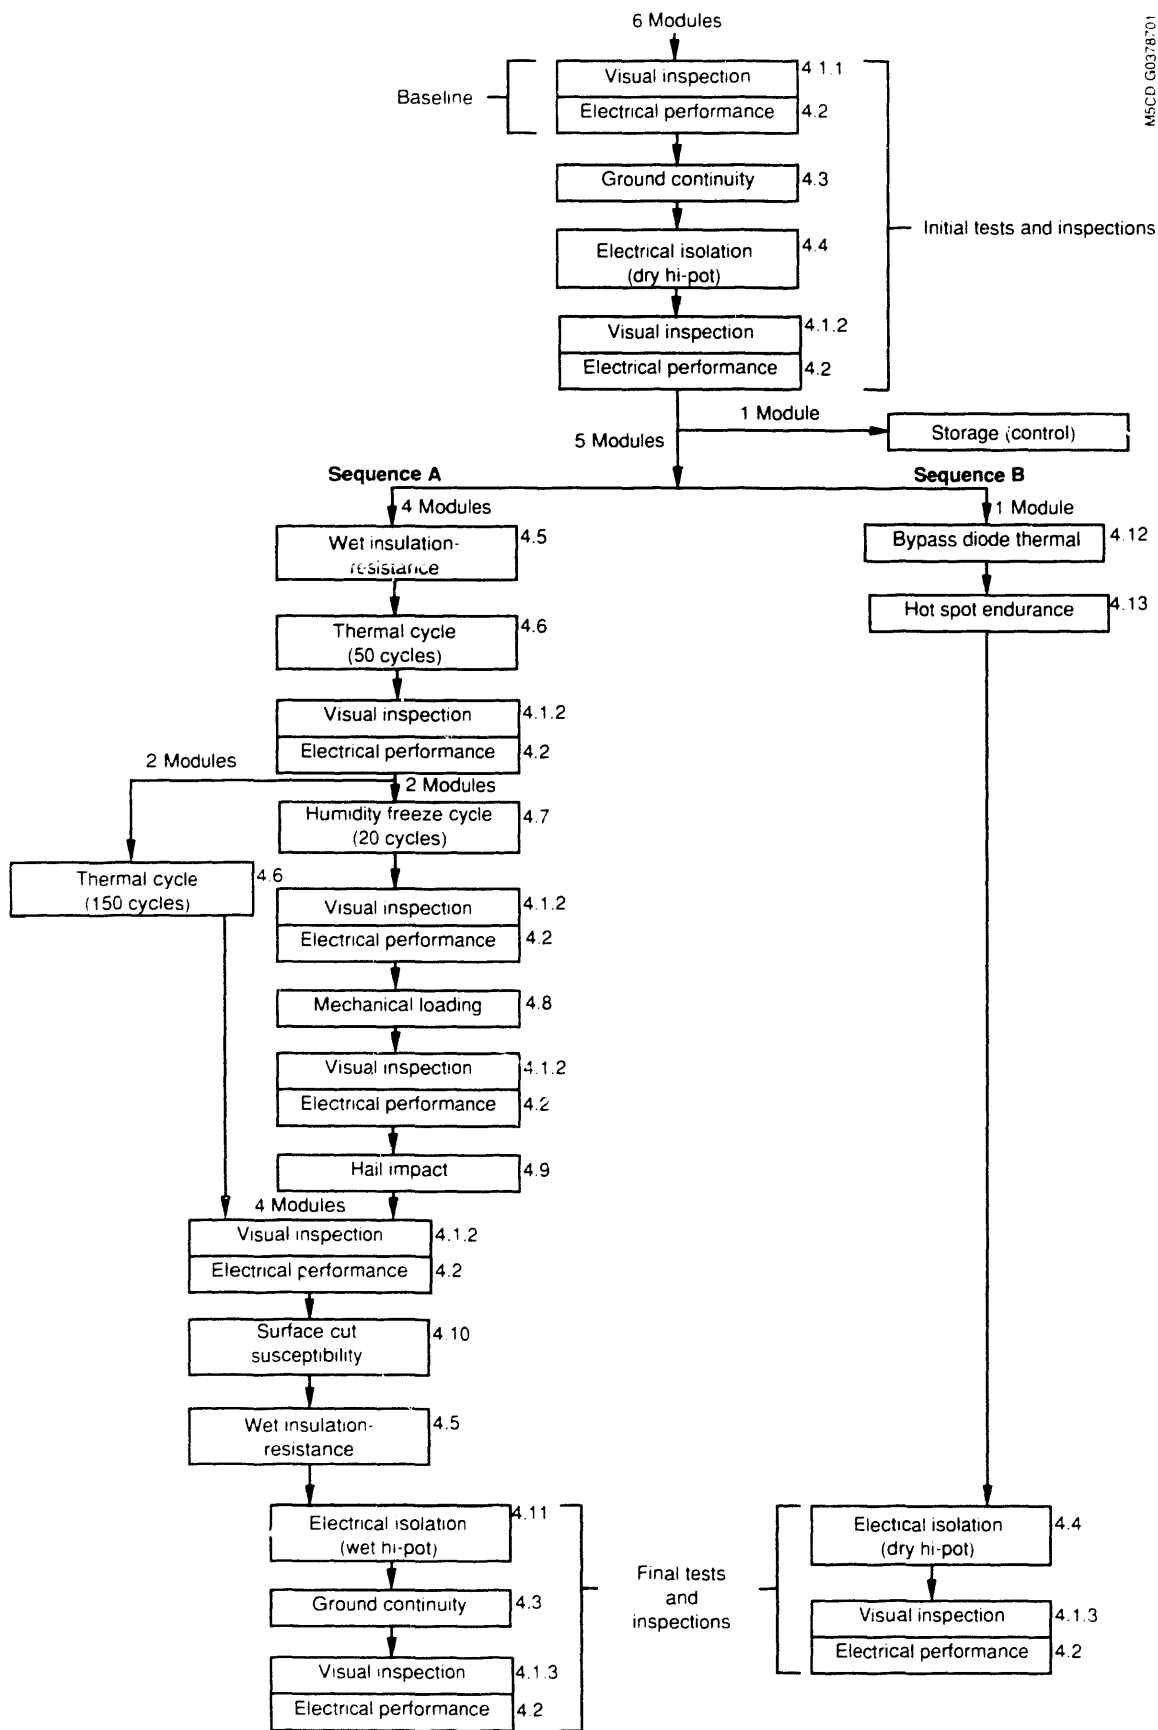 M5CD G0378701
6 Modules
Baseline
Visual inspection
4.1.1
Electrical performance
4.2
Ground continuity
4.3
Electrical isolation
(dry hi-pot)
4.4
Visual inspection
4.1.2
Electrical performance
4.2
Initial tests and inspections
1 Module
Storage (control)
5 Modules
Sequence A
Sequence B
4 Modules
1 Module
Wet insulation-
resistance
4.5
Bypass diode thermal
4.12
Hot spot endurance
4.13
Thermal cycle
(50 cycles)
4.6
Visual inspection
4.1.2
Electrical performance
4.2
2 Modules
2 Modules
Humidity freeze cycle
(20 cycles)
4.7
Thermal cycle
(150 cycles)
4.6
Visual inspection
4.1.2
Electrical performance
4.2
Mechanical loading
4.8
Visual inspection
4.1.2
Electrical performance
4.2
Hail impact
4.9
4 Modules
Visual inspection
4.1.2
Electrical performance
4.2
Surface cut
susceptibility
4.10
Wet insulation-
resistance
4.5
Electrical isolation
(wet hi-pot)
4.11
Ground continuity
4.3
Visual inspection
4.1.3
Electrical performance
4.2
Final tests
and
inspections
Electical isolation
(dry hi-pot)
4.4
Visual inspection
4.1.3
Electrical performance
4.2